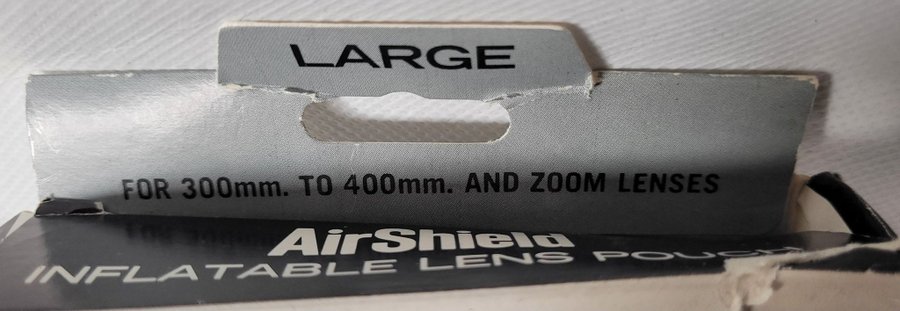 LARGE
FOR 300mm. TO 400mm. AND ZOOM LENSES
AirShield
INFLATABLE LENS POUCH